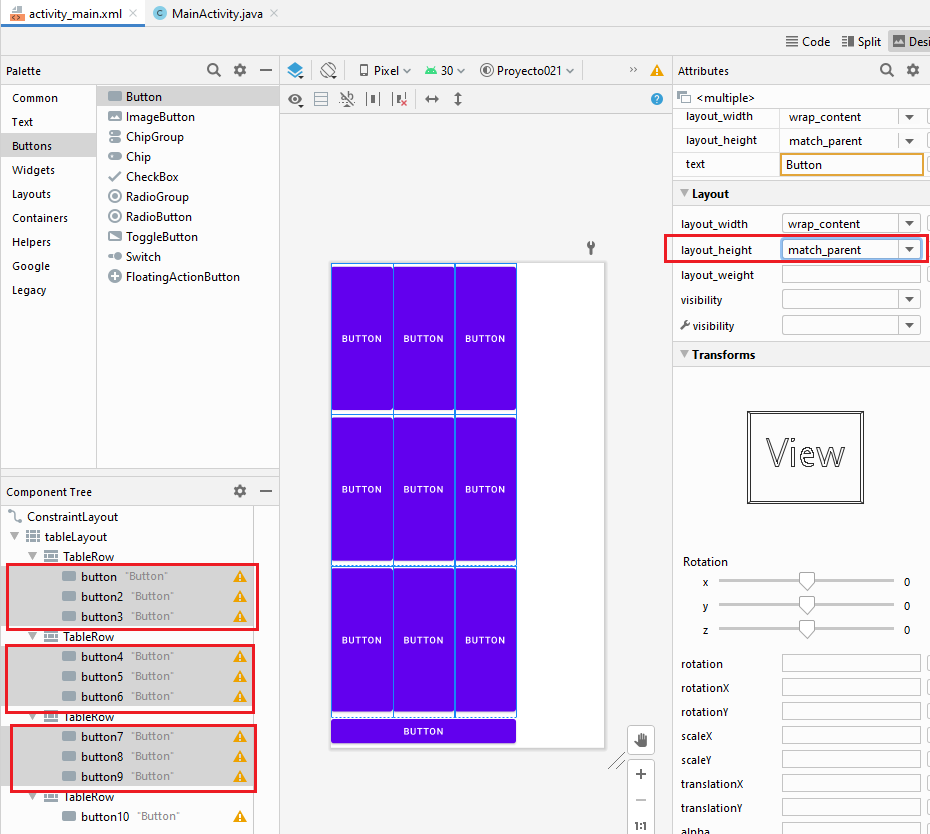 activity_main.xml
MainActivity.java
Code
Split
Desi
Palette
Common
Text
Buttons
Widgets
Layouts
Containers
Helpers
Google
Legacy
Button
ImageButton
ChipGroup
Chip
CheckBox
RadioGroup
RadioButton
ToggleButton
Switch
FloatingActionButton
Pixel
30
Proyecto021
BUTTON BUTTON BUTTON
BUTTON BUTTON BUTTON
BUTTON BUTTON BUTTON
BUTTON
1:1
Component Tree
ConstraintLayout
tableLayout
TableRow
button "Button"
button2 "Button"
button3 "Button"
TableRow
button4 "Button"
button5 "Button"
button6 "Button"
TableRow
button7 "Button"
button8 "Button"
button9 "Button"
TableRow
button10 "Button"
Attributes
<multiple>
layout_width wrap_content
layout_height match_parent
text Button
Layout
layout_width wrap_content
layout_height match_parent
layout_weight
visibility
visibility
Transforms
View
Rotation
x 0
y 0
z 0
rotation
rotationX
rotationY
scaleX
scaleY
translationX
translationY
alpha